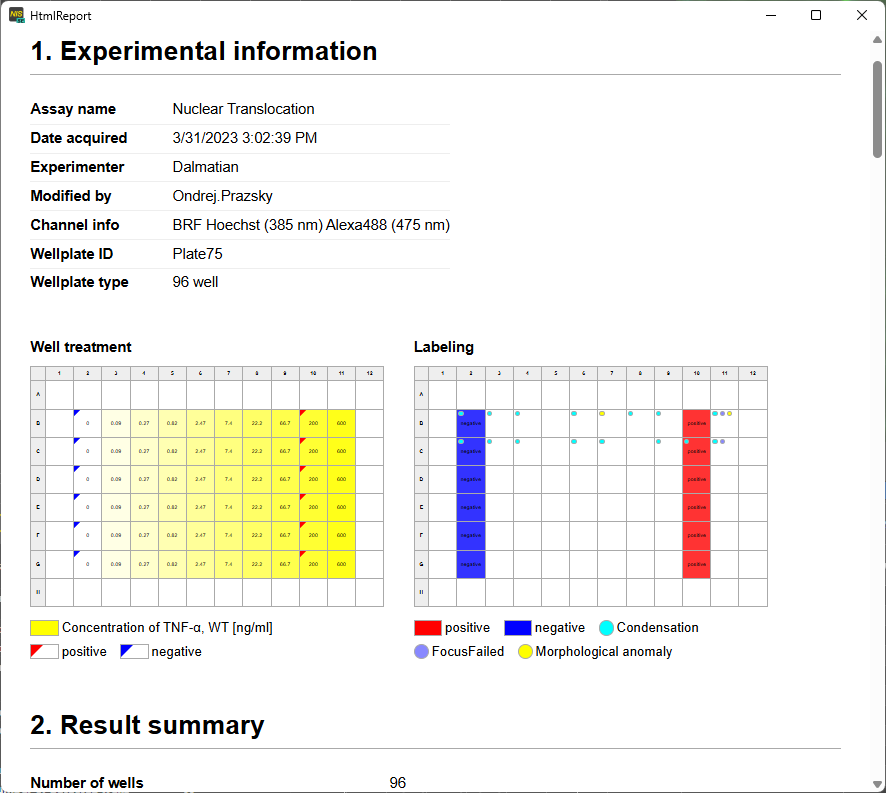 HtmlReport
1. Experimental information
Assay name Nuclear Translocation
Date acquired 3/31/2023 3:02:39 PM
Experimenter Dalmatian
Modified by Ondrej.Prazsky
Channel info BRF Hoechst (385 nm) Alexa488 (475 nm)
Wellplate ID Plate75
Wellplate type 96 well
Well treatment
1 2 3 4 5 6 7 8 9 10 11 12
A
B 0 0.09 0.27 0.82 2.47 7.4 22.2 66.7 200 600
C 0 0.09 0.27 0.82 2.47 7.4 22.2 66.7 200 600
D 0 0.09 0.27 0.82 2.47 7.4 22.2 66.7 200 600
E 0 0.09 0.27 0.82 2.47 7.4 22.2 66.7 200 600
F 0 0.09 0.27 0.82 2.47 7.4 22.2 66.7 200 600
G 0 0.09 0.27 0.82 2.47 7.4 22.2 66.7 200 600
H
Concentration of TNF-α, WT [ng/ml]
positive negative
Labeling
1 2 3 4 5 6 7 8 9 10 11 12
A
B negative positive
C negative positive
D negative positive
E negative positive
F negative positive
G negative positive
H
positive negative Condensation
FocusFailed Morphological anomaly
2. Result summary
Number of wells 96